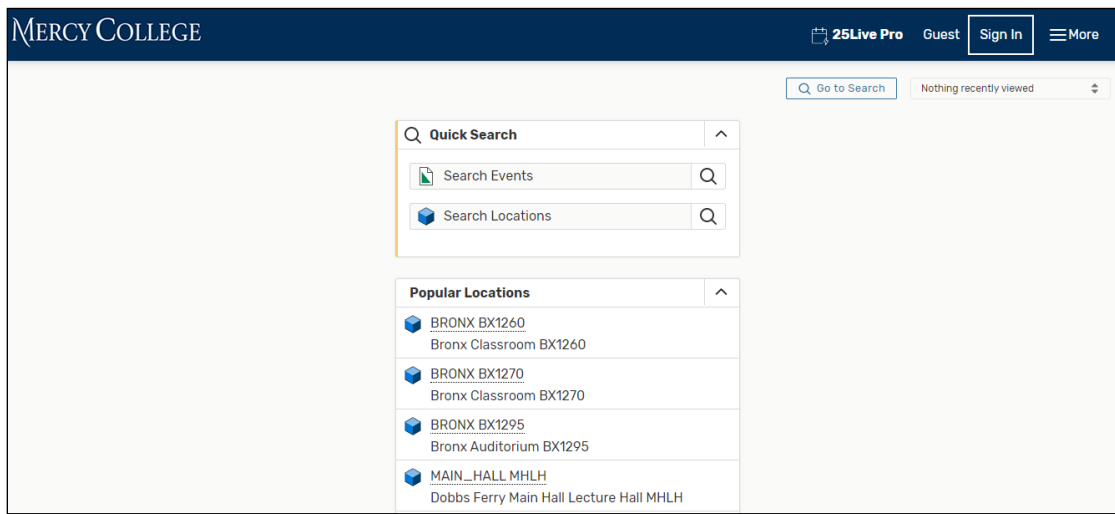 MERCY COLLEGE
25Live Pro Guest Sign In More
Go to Search Nothing recently viewed
Quick Search
Search Events
Search Locations
Popular Locations
BRONX BX1260
Bronx Classroom BX1260
BRONX BX1270
Bronx Classroom BX1270
BRONX BX1295
Bronx Auditorium BX1295
MAIN_HALL MHLH
Dobbs Ferry Main Hall Lecture Hall MHLH